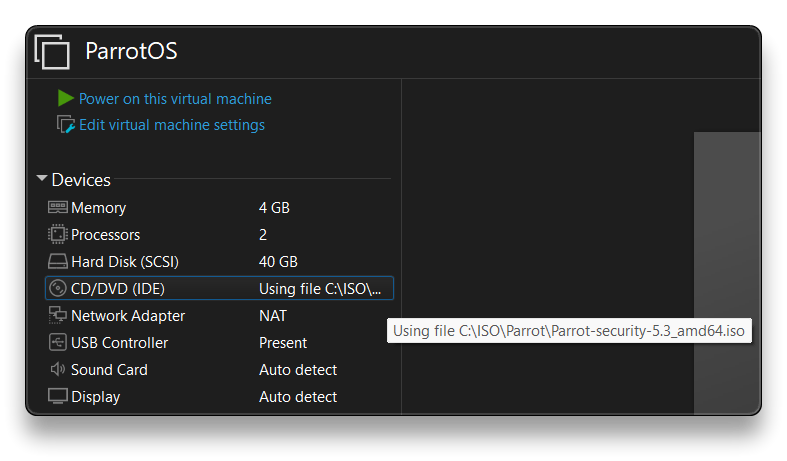 ParrotOS
Power on this virtual machine
Edit virtual machine settings
Devices
Memory 4 GB
Processors 2
Hard Disk (SCSI) 40 GB
CD/DVD (IDE) Using file C:\ISO\...
Network Adapter NAT
Using file C:\ISO\Parrot\Parrot-security-5.3_amd64.iso
USB Controller Present
Sound Card Auto detect
Display Auto detect